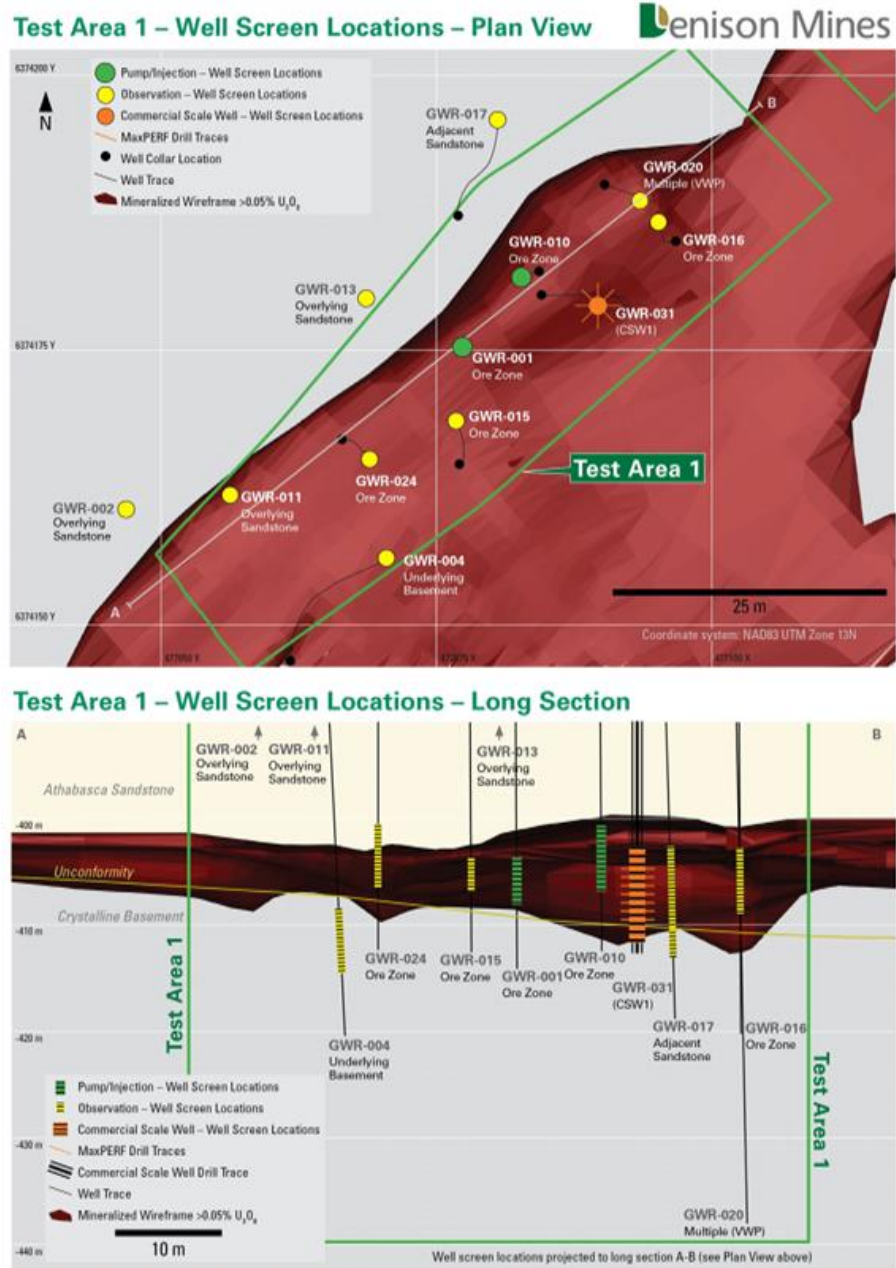 Test Area 1 – Well Screen Locations – Plan View
Denison Mines
6374200 Y
N
Pump/Injection – Well Screen Locations
Observation – Well Screen Locations
Commercial Scale Well – Well Screen Locations
MaxPERF Drill Traces
Well Collar Location
Well Trace
Mineralized Wireframe >0.05% U₃O₈
GWR-017
Adjacent
Sandstone
B
GWR-020
Multiple (VWP)
GWR-010
Ore Zone
GWR-016
Ore Zone
GWR-013
Overlying
Sandstone
GWR-031
(CSW1)
6374175 Y
GWR-001
Ore Zone
GWR-015
Ore Zone
Test Area 1
GWR-024
Ore Zone
GWR-011
Overlying
Sandstone
GWR-002
Overlying
Sandstone
GWR-004
Underlying
Basement
A
25 m
6374150 Y
Coordinate system: NAD83 UTM Zone 13N
Test Area 1 – Well Screen Locations – Long Section
A
B
GWR-002
Overlying
Sandstone
GWR-011
Overlying
Sandstone
GWR-013
Overlying
Sandstone
Athabasca Sandstone
-400 m
Unconformity
Crystalline Basement
-410 m
GWR-024
Ore Zone
GWR-015
Ore Zone
GWR-001
Ore Zone
GWR-010
Ore Zone
GWR-031
(CSW1)
GWR-017
Adjacent
Sandstone
GWR-016
Ore Zone
Test Area 1
-420 m
GWR-004
Underlying
Basement
Test Area 1
Pump/Injection – Well Screen Locations
Observation – Well Screen Locations
Commercial Scale Well – Well Screen Locations
MaxPERF Drill Traces
Commercial Scale Well Drill Trace
Well Trace
Mineralized Wireframe >0.05% U₃O₈
-430 m
GWR-020
Multiple (VWP)
10 m
-440 m
Well screen locations projected to long section A-B (see Plan View above)